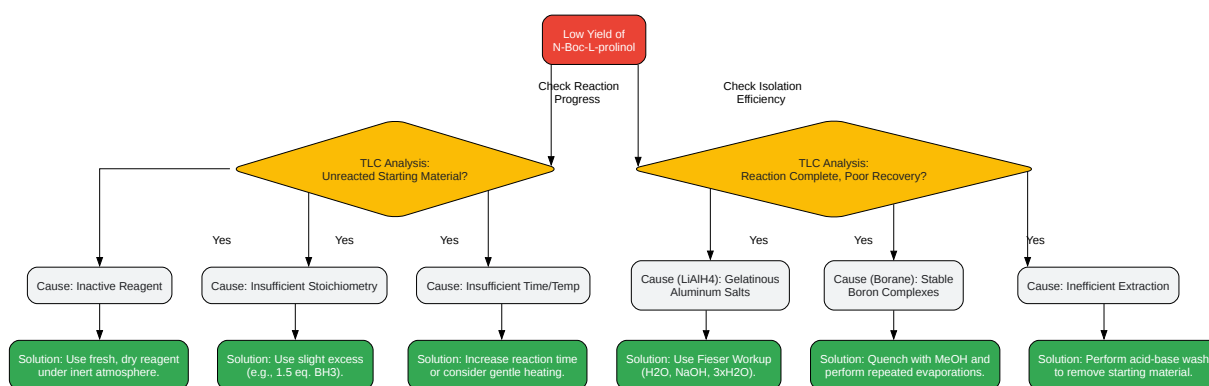 Low Yield of
N-Boc-L-prolinol
Check Reaction
Progress
Check Isolation
Efficiency
TLC Analysis:
Unreacted Starting Material?
TLC Analysis:
Reaction Complete, Poor Recovery?
Yes
Yes
Yes
Yes
Yes
Yes
Cause: Inactive Reagent
Cause: Insufficient Stoichiometry
Cause: Insufficient Time/Temp
Cause (LiAlH4): Gelatinous
Aluminum Salts
Cause (Borane): Stable
Boron Complexes
Cause: Inefficient Extraction
Solution: Use fresh, dry reagent
under inert atmosphere.
Solution: Use slight excess
(e.g., 1.5 eq. BH3).
Solution: Increase reaction time
or consider gentle heating.
Solution: Use Fieser Workup
(H2O, NaOH, 3xH2O).
Solution: Quench with MeOH and
perform repeated evaporations.
Solution: Perform acid-base wash
to remove starting material.